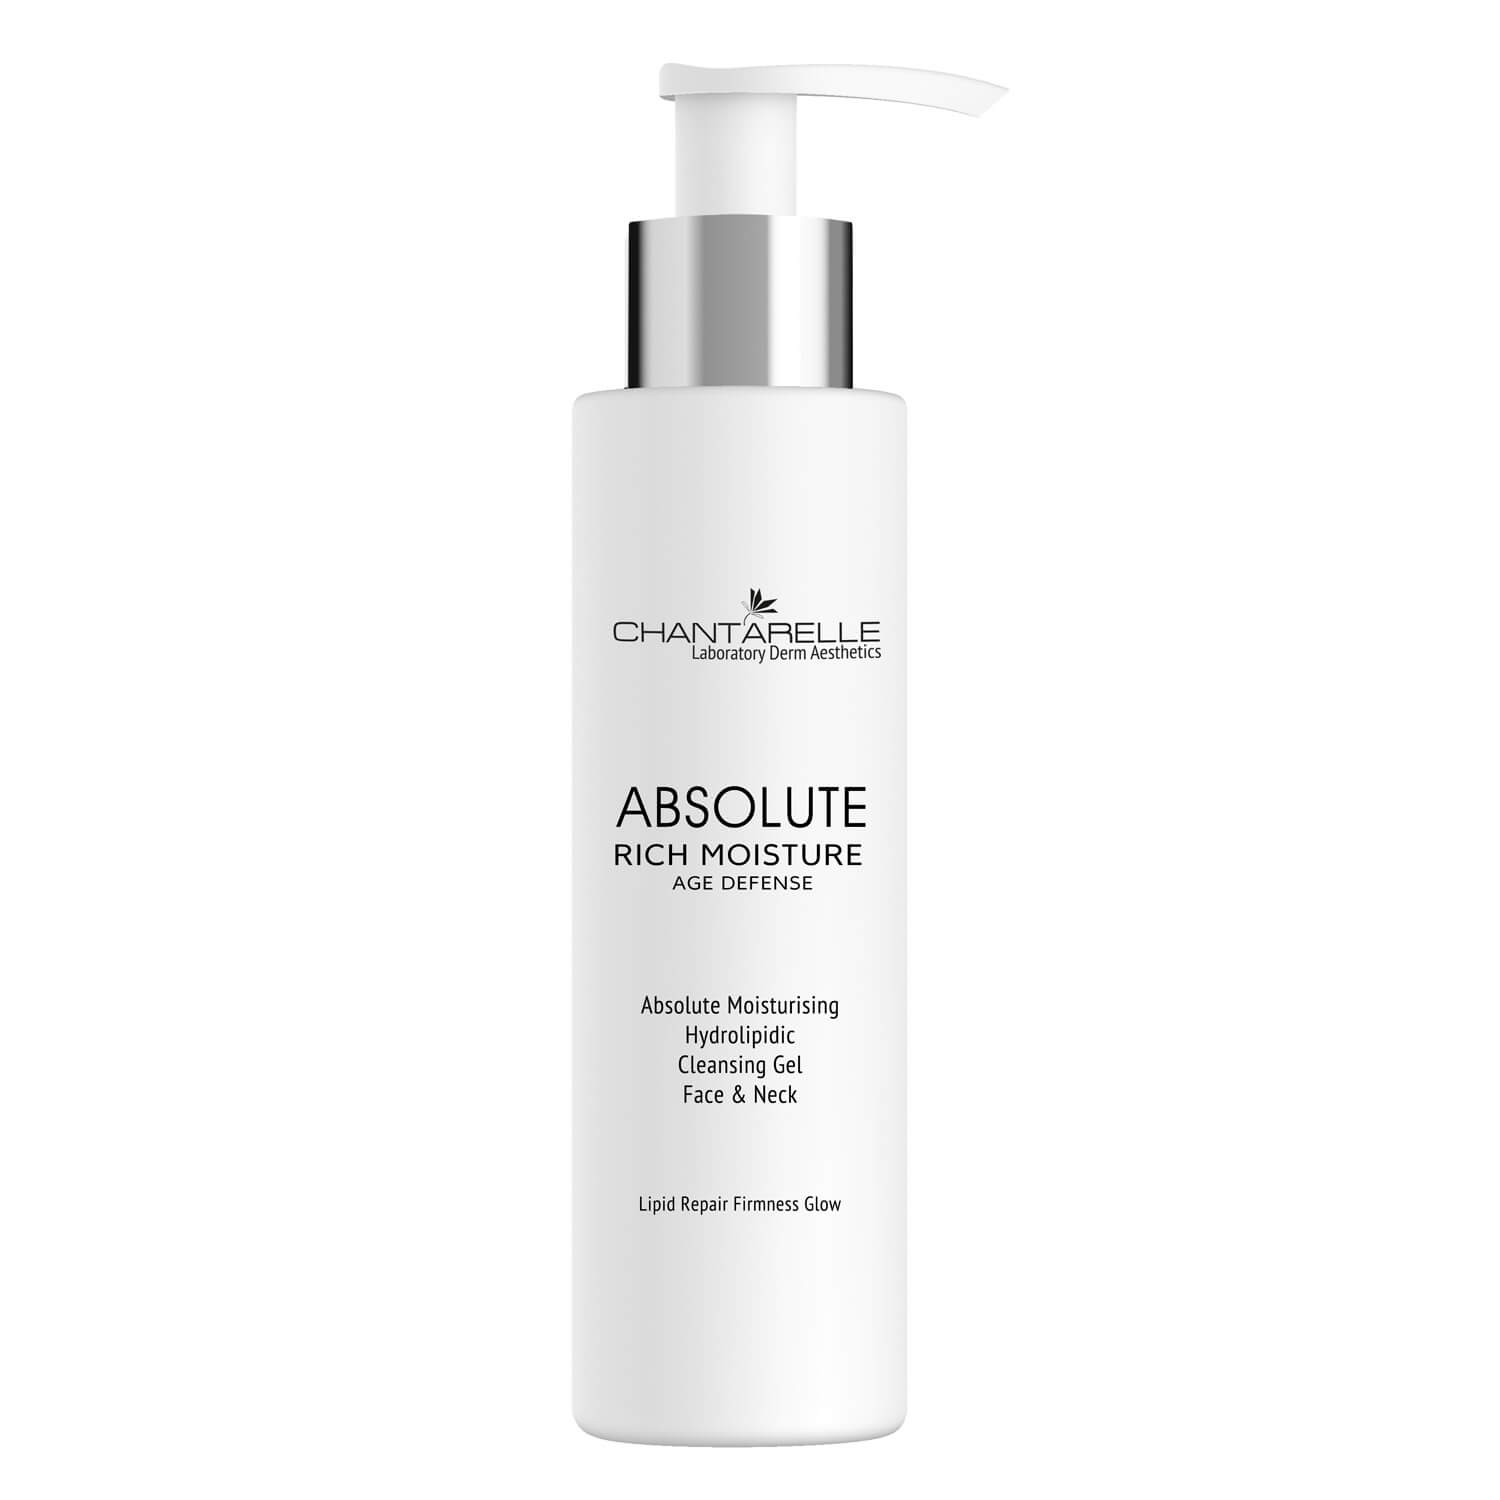 CHANTARELLE
Laboratory Derm Aesthetics
ABSOLUTE
RICH MOISTURE
AGE DEFENSE
Absolute Moisturising
Hydrolipidic
Cleansing Gel
Face & Neck
Lipid Repair Firmness Glow